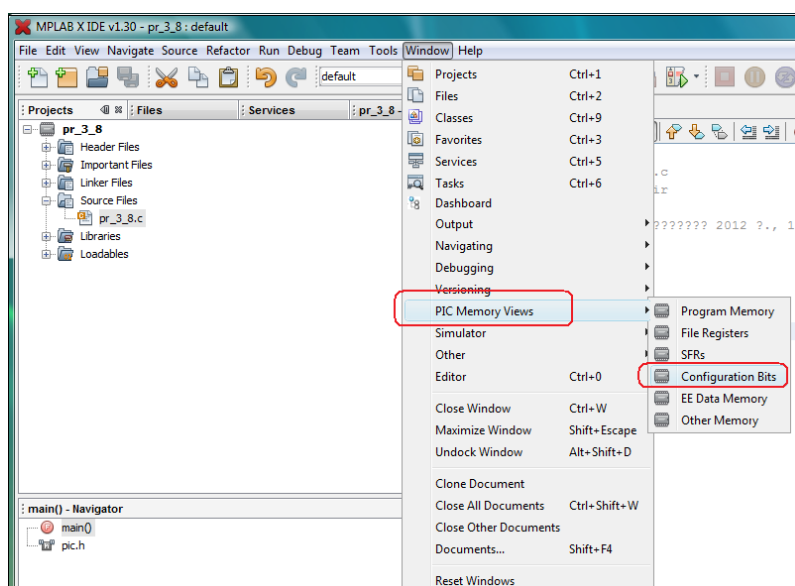 MPLAB X IDE v1.30 - pr_3_8 : default
File Edit View Navigate Source Refactor Run Debug Team Tools Window Help
default
Projects Files Services pr_3_8 -
pr_3_8
Header Files
Important Files
Linker Files
Source Files
pr_3_8.c
Libraries
Loadables
Projects Ctrl+1
Files Ctrl+2
Classes Ctrl+9
Favorites Ctrl+3
Services Ctrl+5
Tasks Ctrl+6
Dashboard
Output
Navigating
Debugging
Versioning
PIC Memory Views
Simulator
Other
Editor Ctrl+0
Close Window Ctrl+W
Maximize Window Shift+Escape
Undock Window Alt+Shift+D
Clone Document
Close All Documents Ctrl+Shift+W
Close Other Documents
Documents... Shift+F4
Reset Windows
.c
ir
??????? 2012 ?., 1
Program Memory
File Registers
SFRs
Configuration Bits
EE Data Memory
Other Memory
main() - Navigator
main()
pic.h